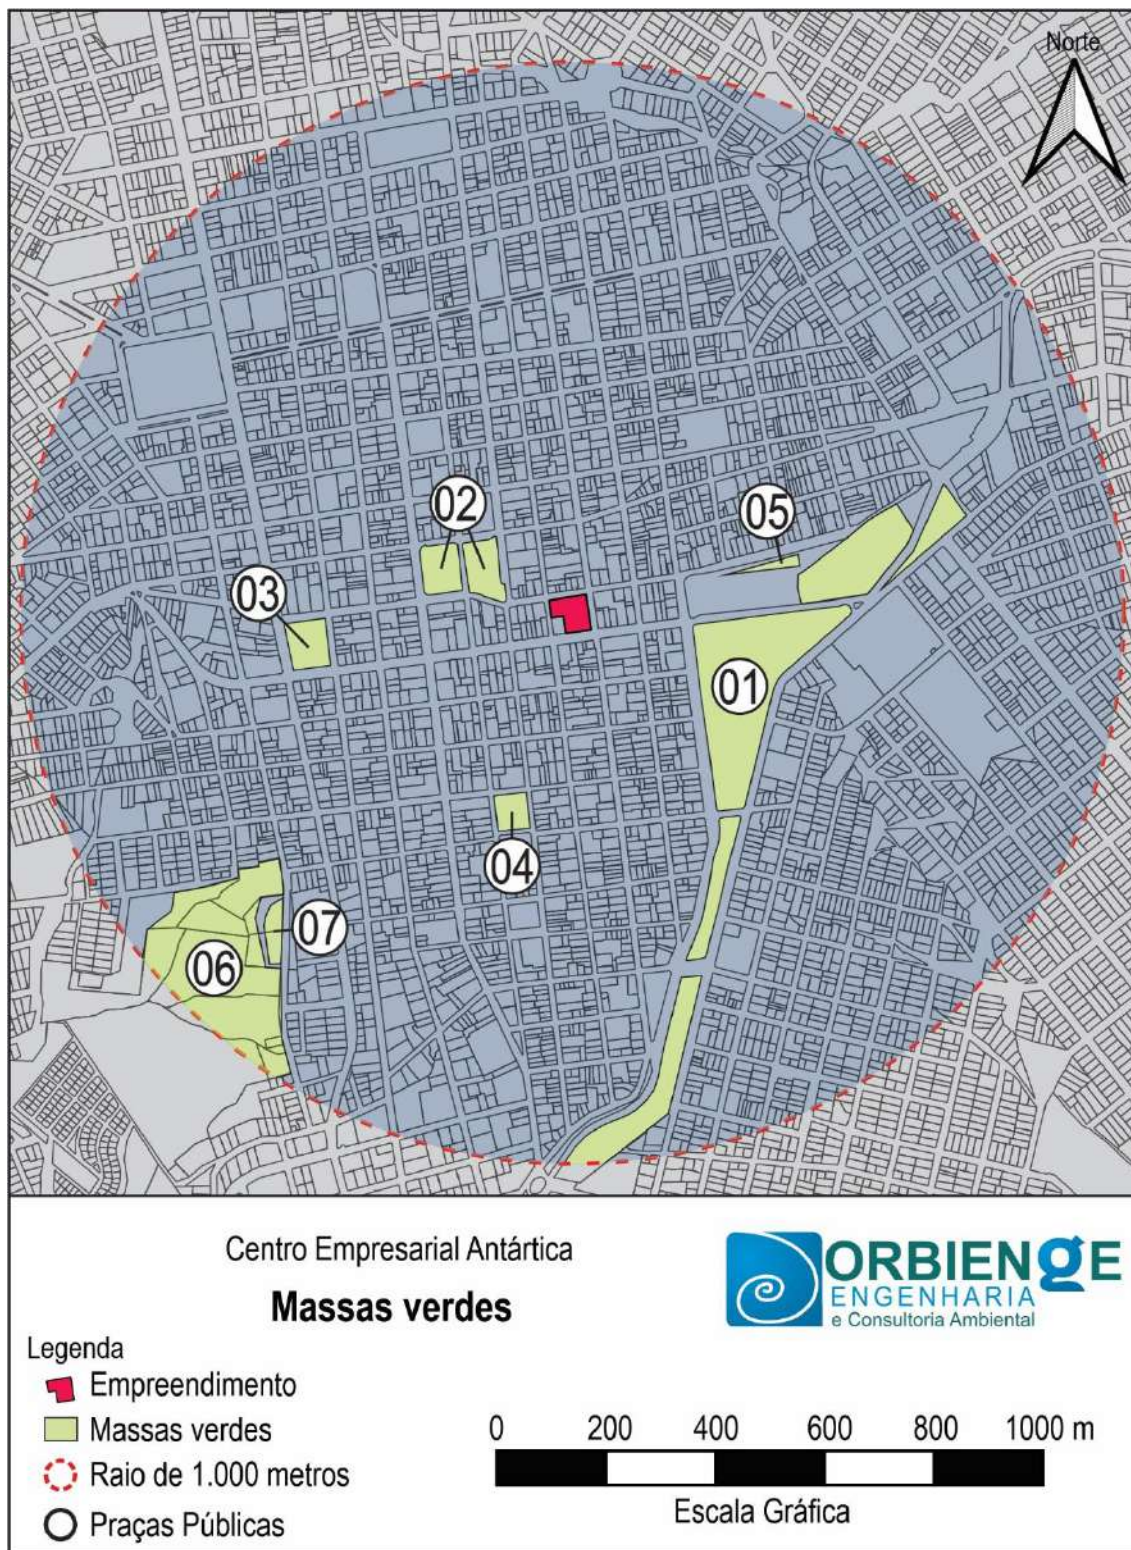 Norte
02
05
03
01
04
07
06
Centro Empresarial Antártica
Massas verdes
ORBIENGE
ENGENHARIA
e Consultoria Ambiental
Legenda
Empreendimento
Massas verdes
Raio de 1.000 metros
Praças Públicas
0 200 400 600 800 1000 m
Escala Gráfica